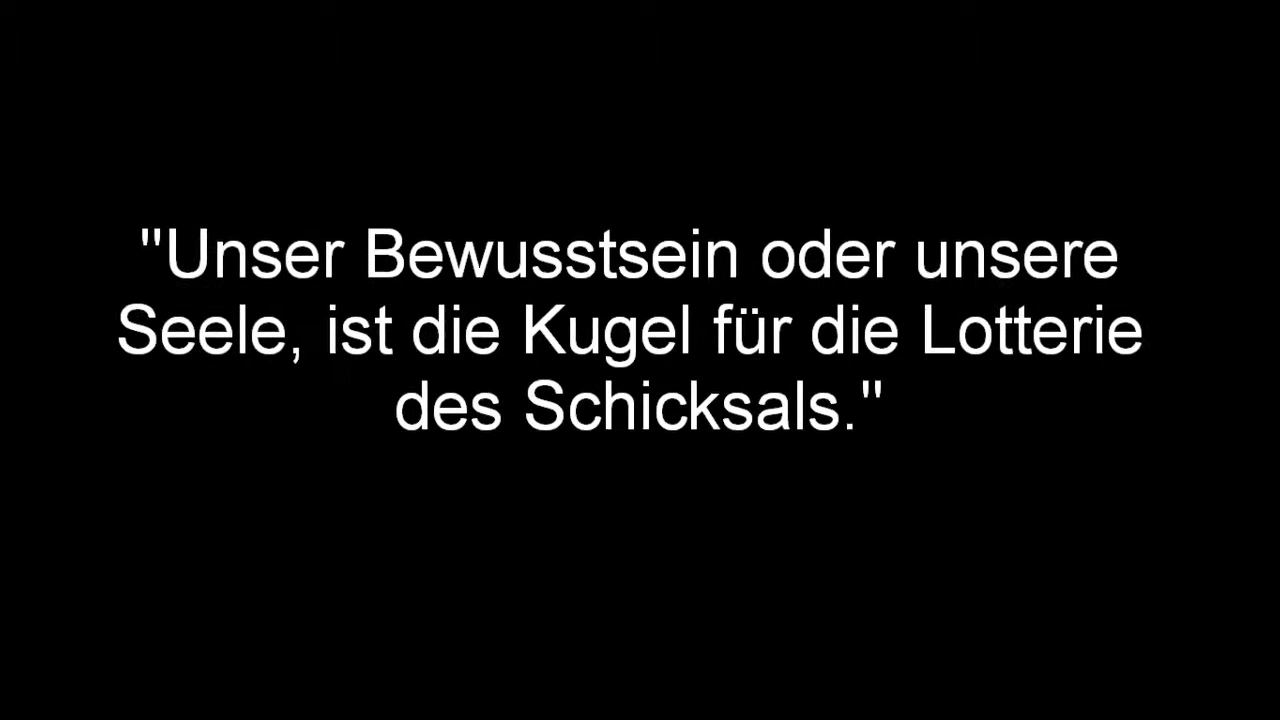 "Unser Bewusstsein oder unsere
Seele, ist die Kugel für die Lotterie
des Schicksals."